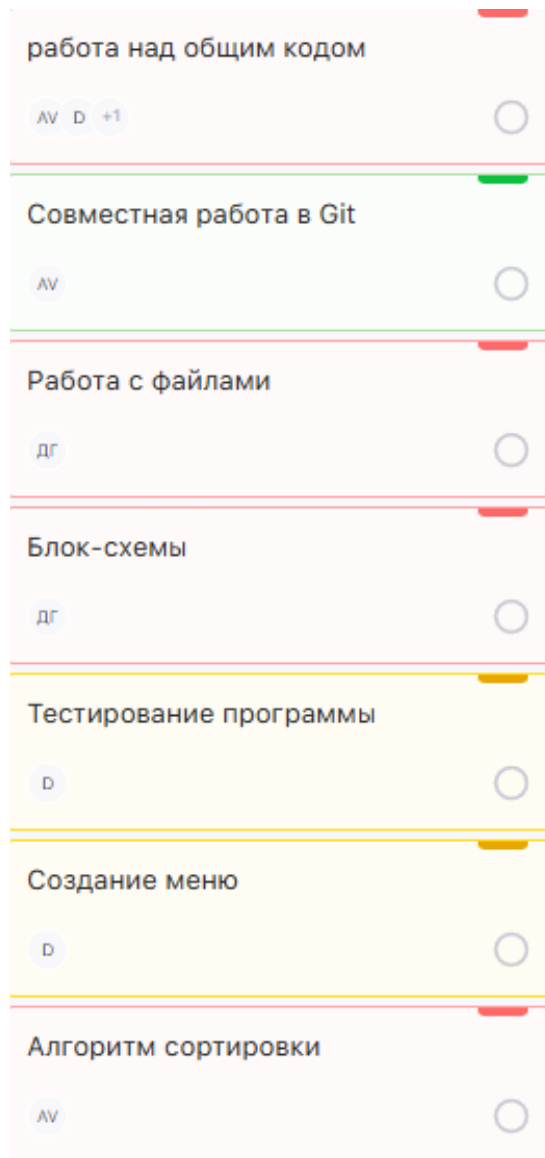 работа над общим кодом
AV D +1
Совместная работа в Git
AV
Работа с файлами
ДГ
Блок-схемы
ДГ
Тестирование программы
D
Создание меню
D
Алгоритм сортировки
AV